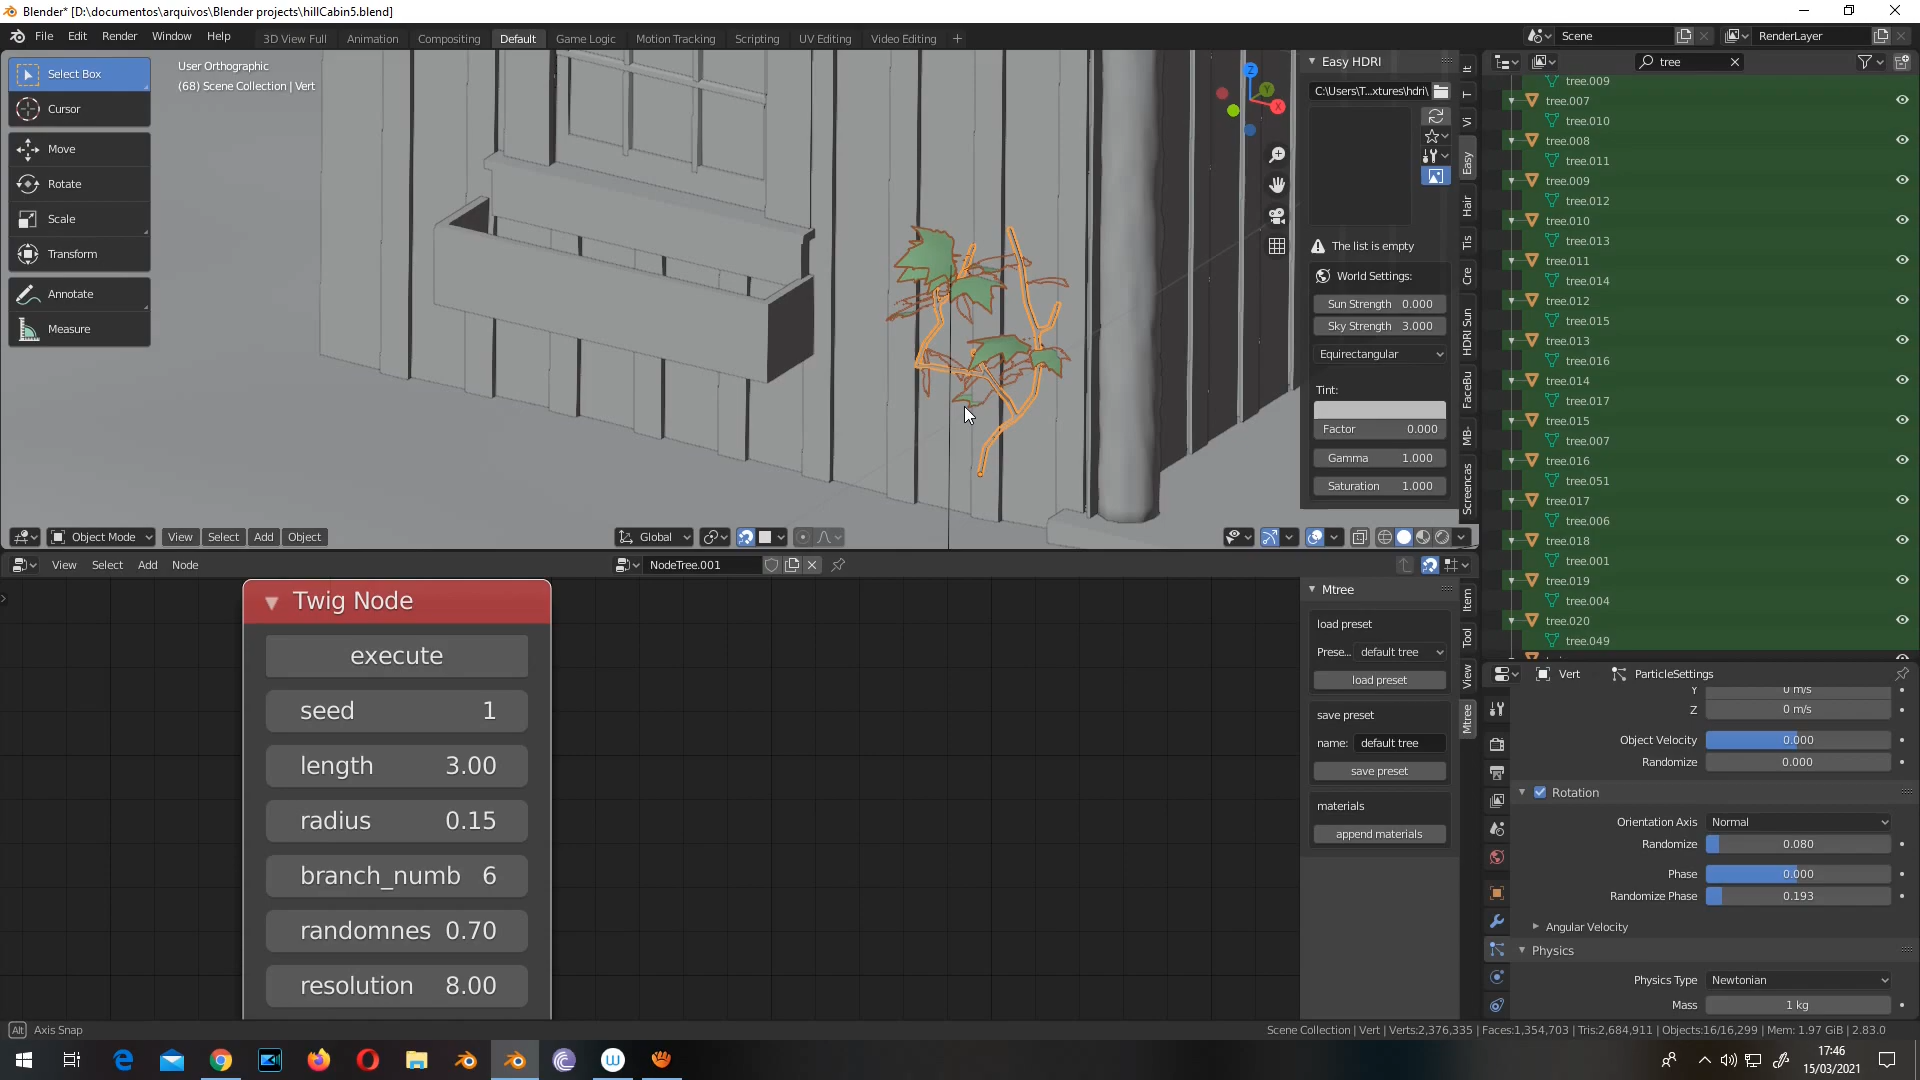 Blender* [D:\documentos\arquivos\Blender projects\hillCabin5.blend]
File Edit Render Window Help
3D View Full Animation Compositing Default Game Logic Motion Tracking Scripting UV Editing Video Editing +
Scene
RenderLayer
Select Box
Cursor
Move
Rotate
Scale
Transform
Annotate
Measure
User Orthographic
(68) Scene Collection | Vert
Z
Y
X
Easy HDRI
C:\Users\T...xtures\hdri\
The list is empty
World Settings:
Sun Strength 0.000
Sky Strength 3.000
Equirectangular
Tint:
Factor 0.000
Gamma 1.000
Saturation 1.000
It
T
Vi
Easy
Hair
Tis
Cre
HDRI Sun
FaceBu
MB-
Screencas
Object Mode View Select Add Object
Global
View Select Add Node
NodeTree.001
Twig Node
execute
seed 1
length 3.00
radius 0.15
branch_numb 6
randomnes 0.70
resolution 8.00
Mtree
load preset
Prese... default tree
load preset
save preset
name: default tree
save preset
materials
append materials
Item
Tool
View
Mtree
tree
tree.009
tree.007
tree.010
tree.008
tree.011
tree.009
tree.012
tree.010
tree.013
tree.011
tree.014
tree.012
tree.015
tree.013
tree.016
tree.014
tree.017
tree.015
tree.007
tree.016
tree.051
tree.017
tree.006
tree.018
tree.001
tree.019
tree.004
tree.020
tree.049
Vert ParticleSettings
Y 0 m/s
Z 0 m/s
Object Velocity 0.000
Randomize 0.000
Rotation
Orientation Axis Normal
Randomize 0.080
Phase 0.000
Randomize Phase 0.193
Angular Velocity
Physics
Physics Type Newtonian
Mass 1 kg
Alt Axis Snap
Scene Collection | Vert | Verts:2,376,335 | Faces:1,354,703 | Tris:2,684,911 | Objects:16/16,299 | Mem: 1.97 GiB | 2.83.0
17:46
15/03/2021